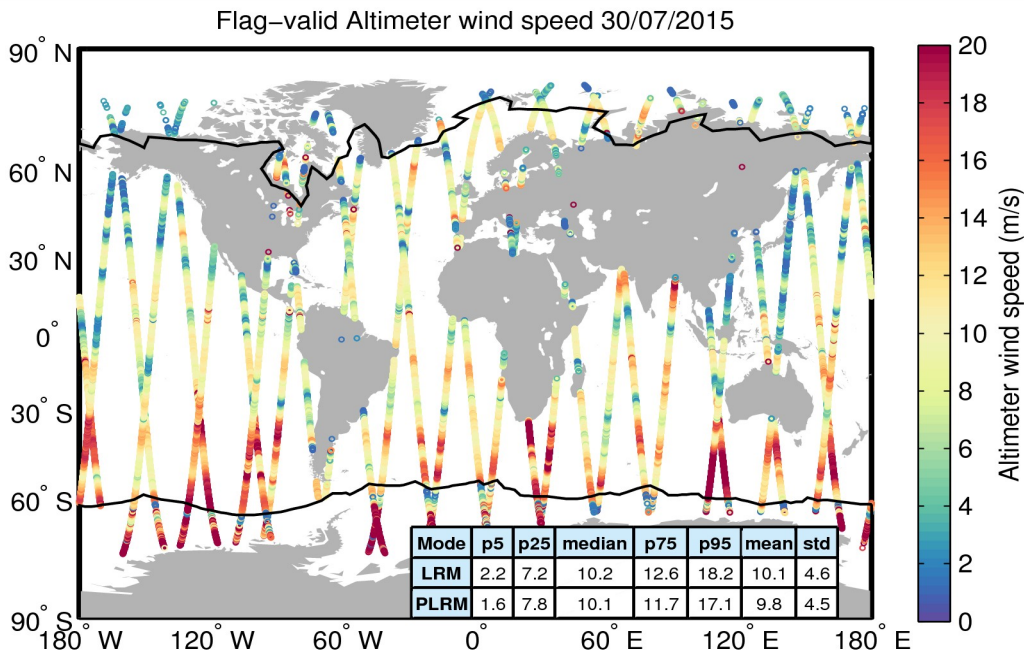 Flag−valid Altimeter wind speed 30/07/2015
90° N
60° N
30° N
0°
30° S
60° S
90° S
180° W
120° W
60° W
0°
60° E
120° E
180° E
Mode p5 p25 median p75 p95 mean std
LRM 2.2 7.2 10.2 12.6 18.2 10.1 4.6
PLRM 1.6 7.8 10.1 11.7 17.1 9.8 4.5
20
18
16
14
12
10
8
6
4
2
0
Altimeter wind speed (m/s)